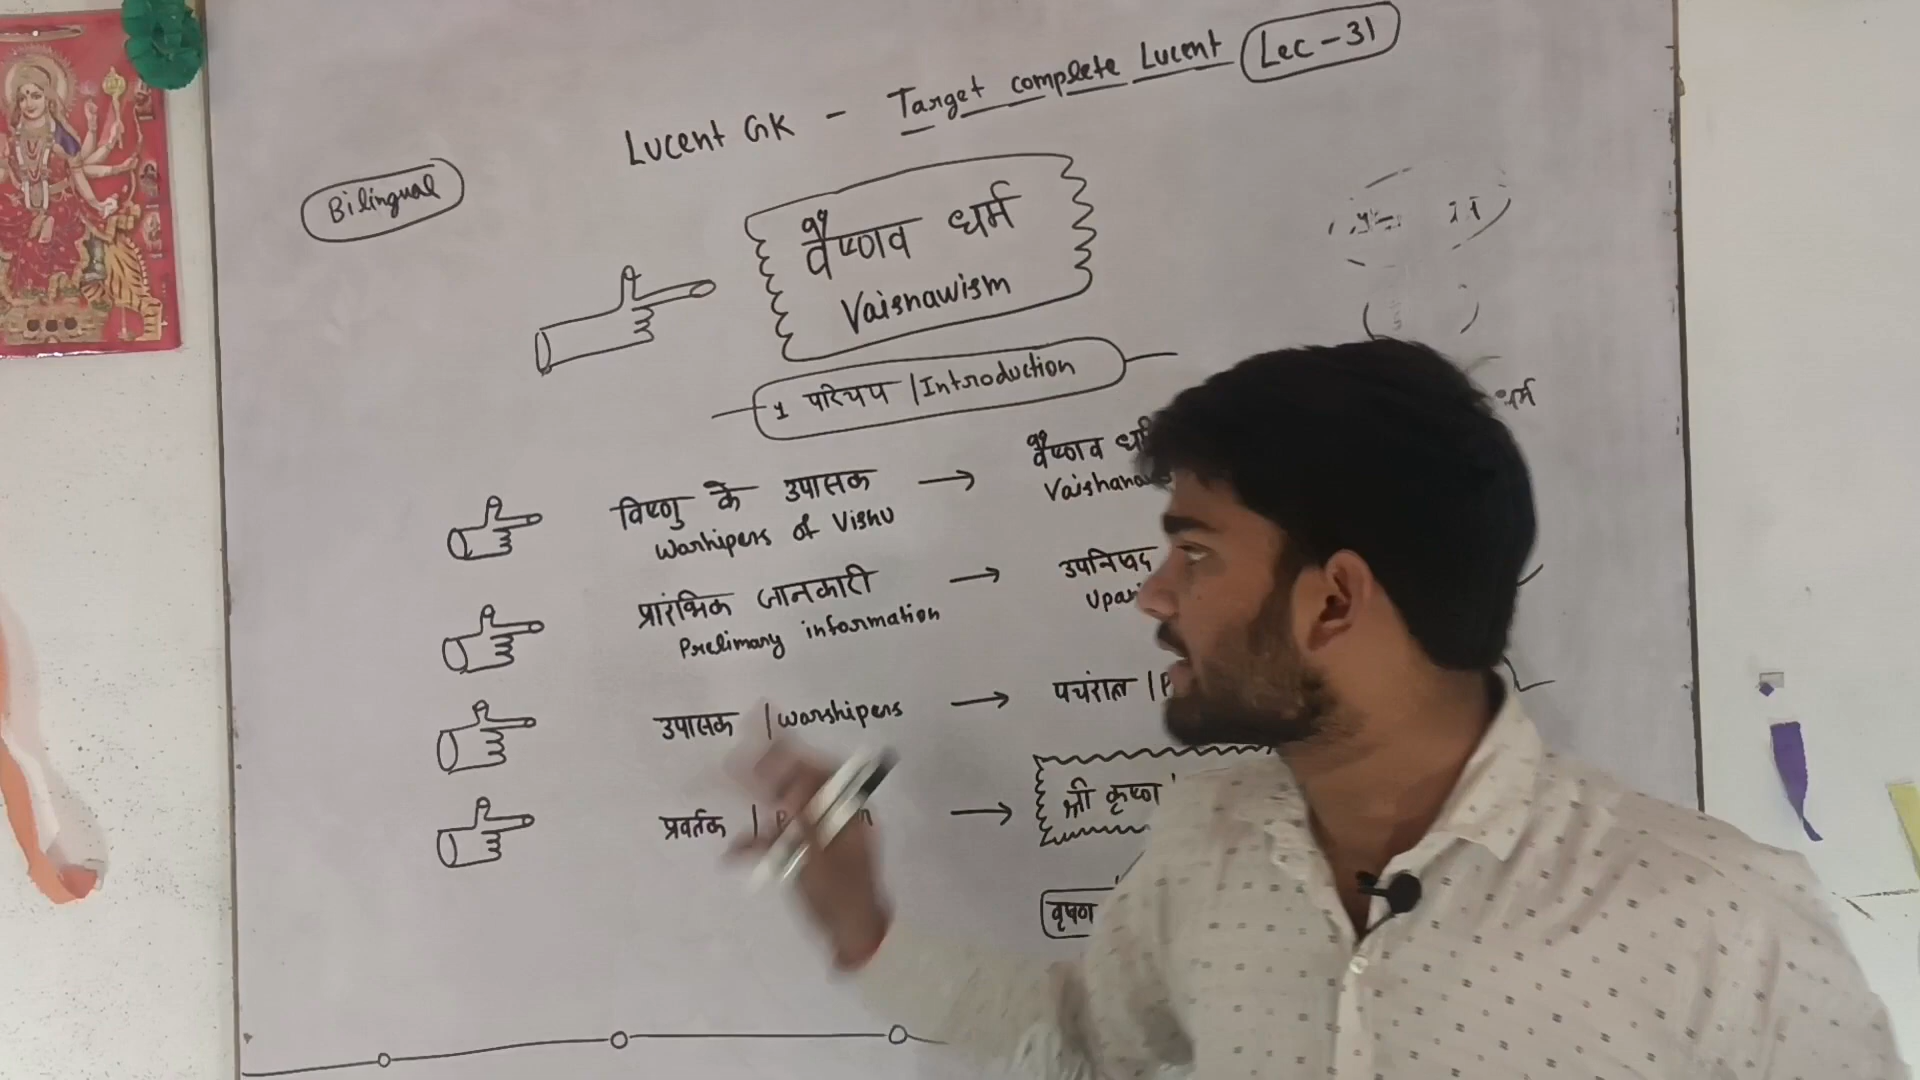 Lucent GK - Target complete Lucent Lec-31
Bilingual
वैष्णव धर्म
Vaisnawism
1 परिचय / Introduction
विष्णु के उपासक →
Warhipers of Vishu
वैष्णव
प्रारंभिक जानकारी → उपनिषद
Prelimary information
उपासक / Warshipers → पचंरात्र
प्रवर्तक / → श्री कृष्ण